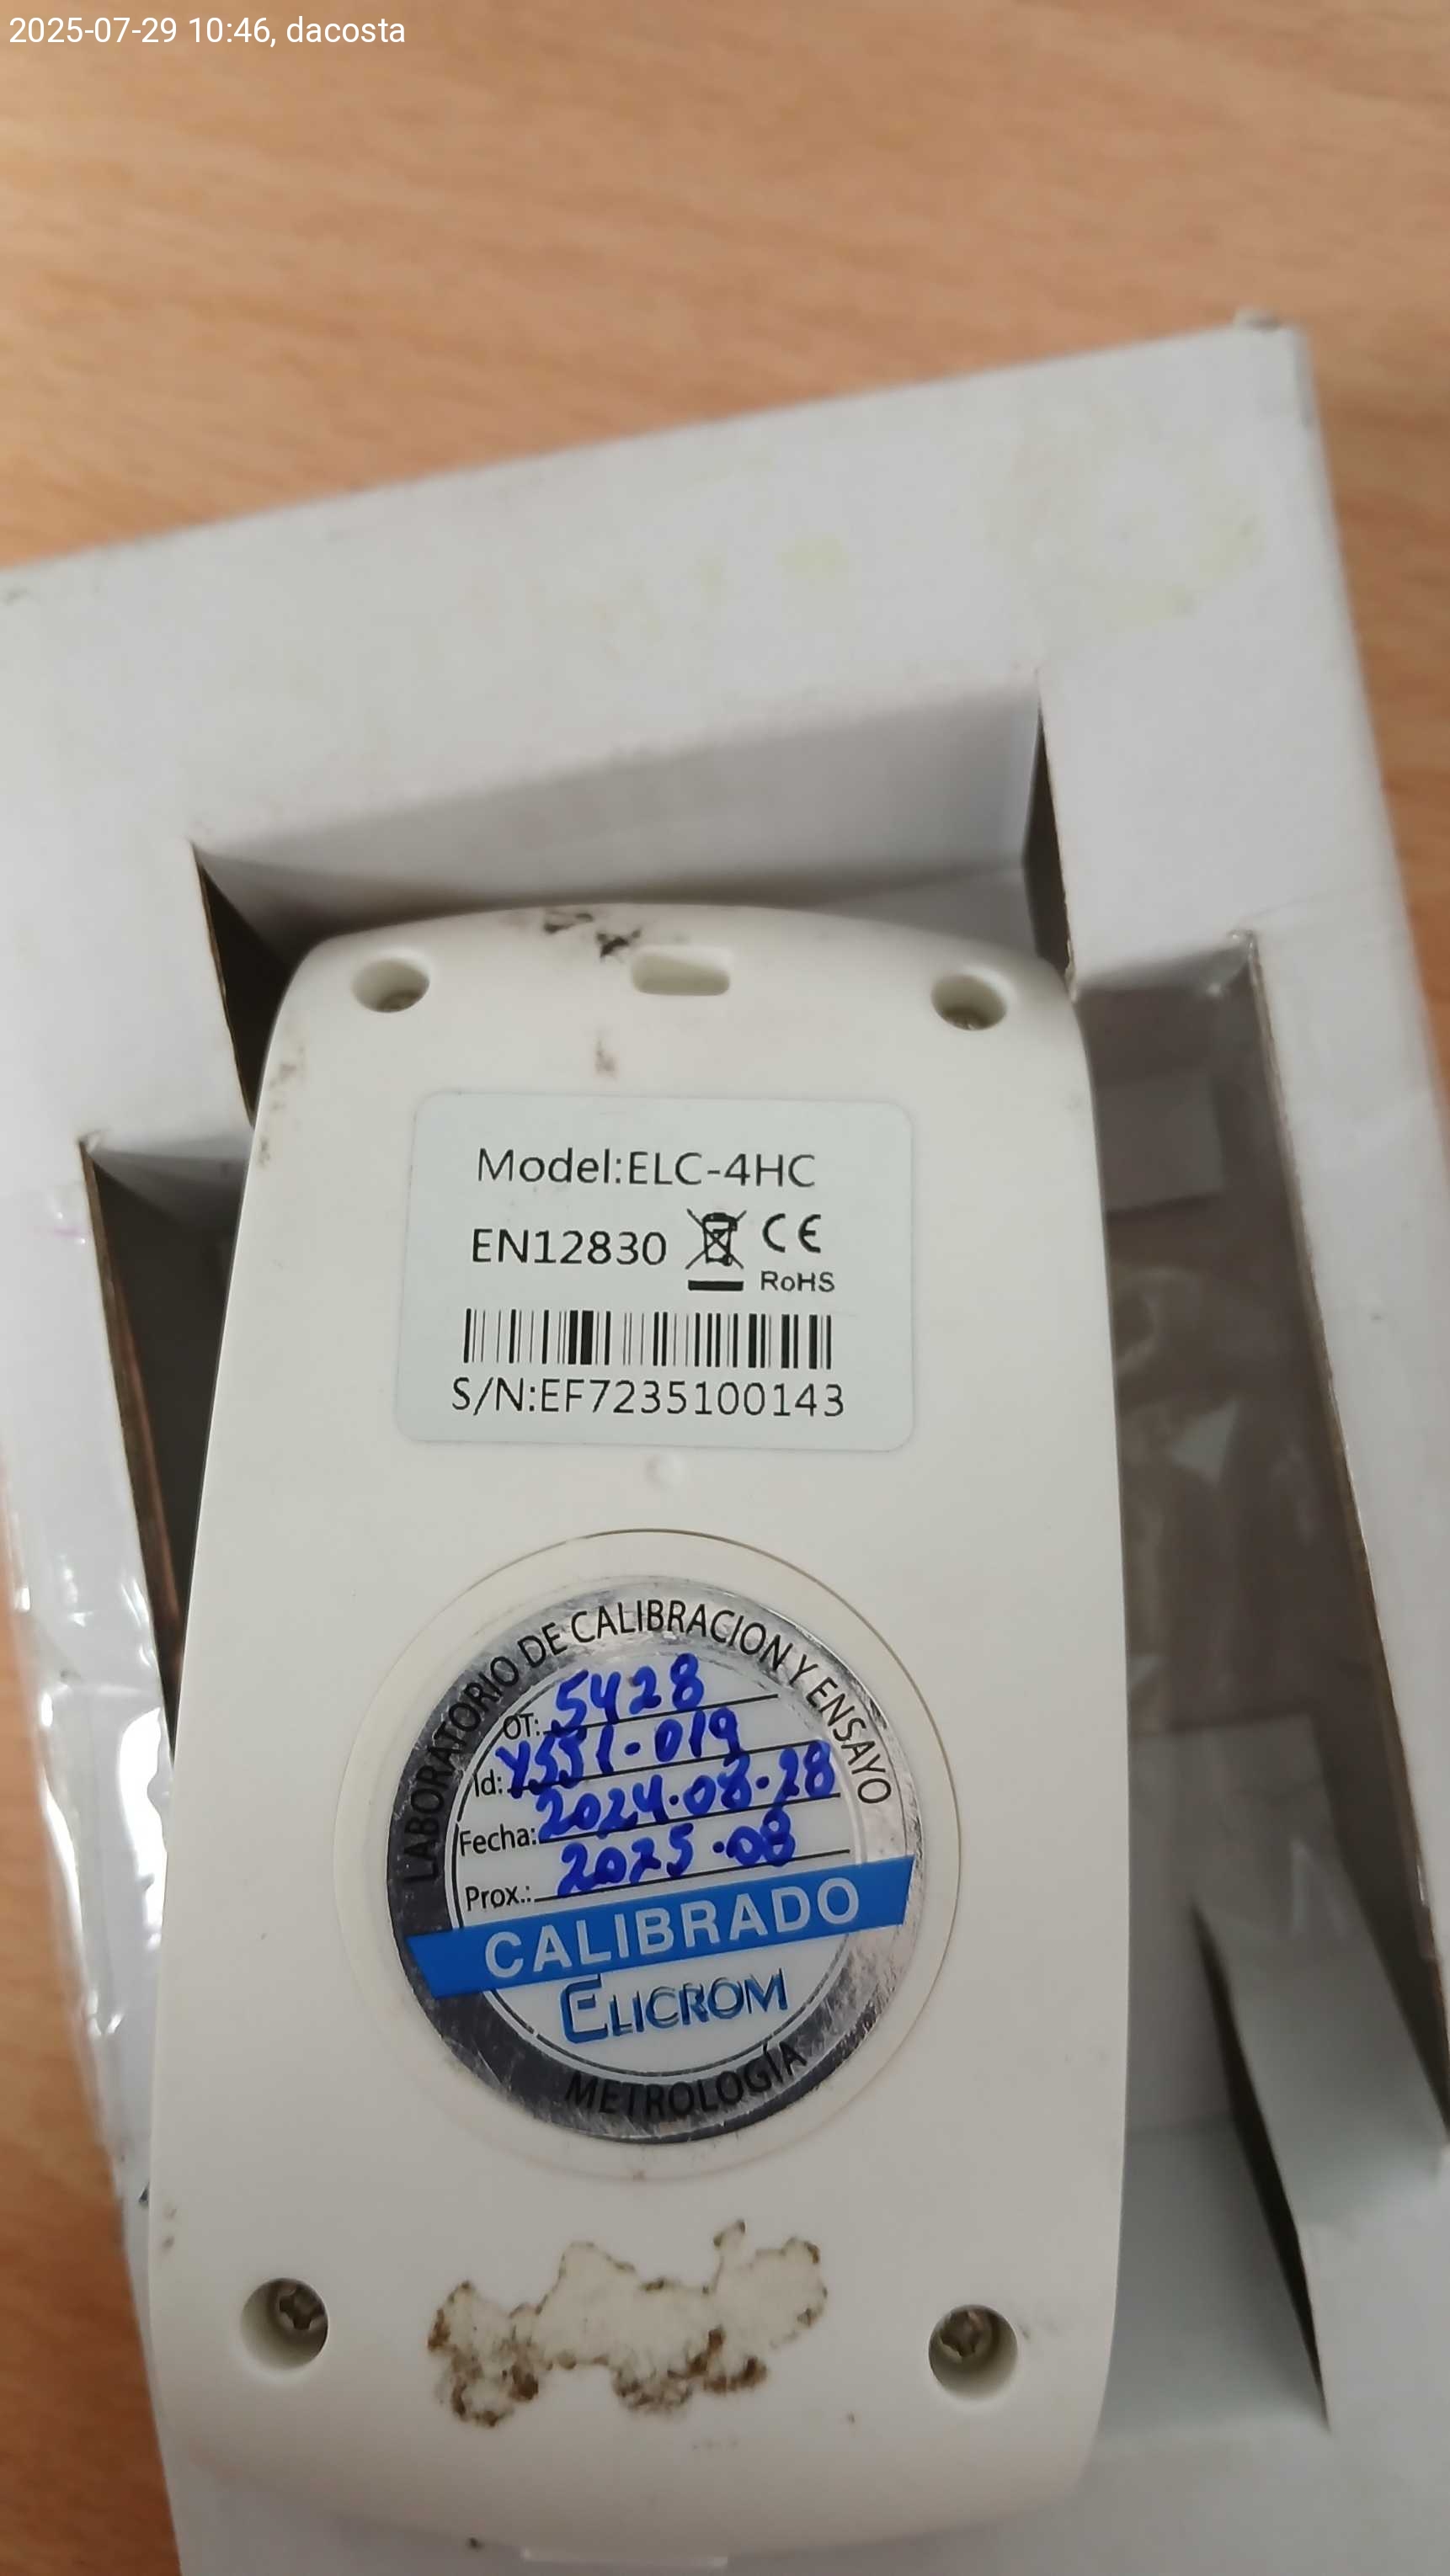 2025-07-29 10:46, dacosta
Model:ELC-4HC
EN12830 CE
RoHS
S/N:EF7235100143
LABORATORIO DE CALIBRACION Y ENSAYO
OT: 5428
Id: Y551-019
Fecha: 2024-08-28
Prox.: 2025-08
CALIBRADO
ELICROM
METROLOGÍA